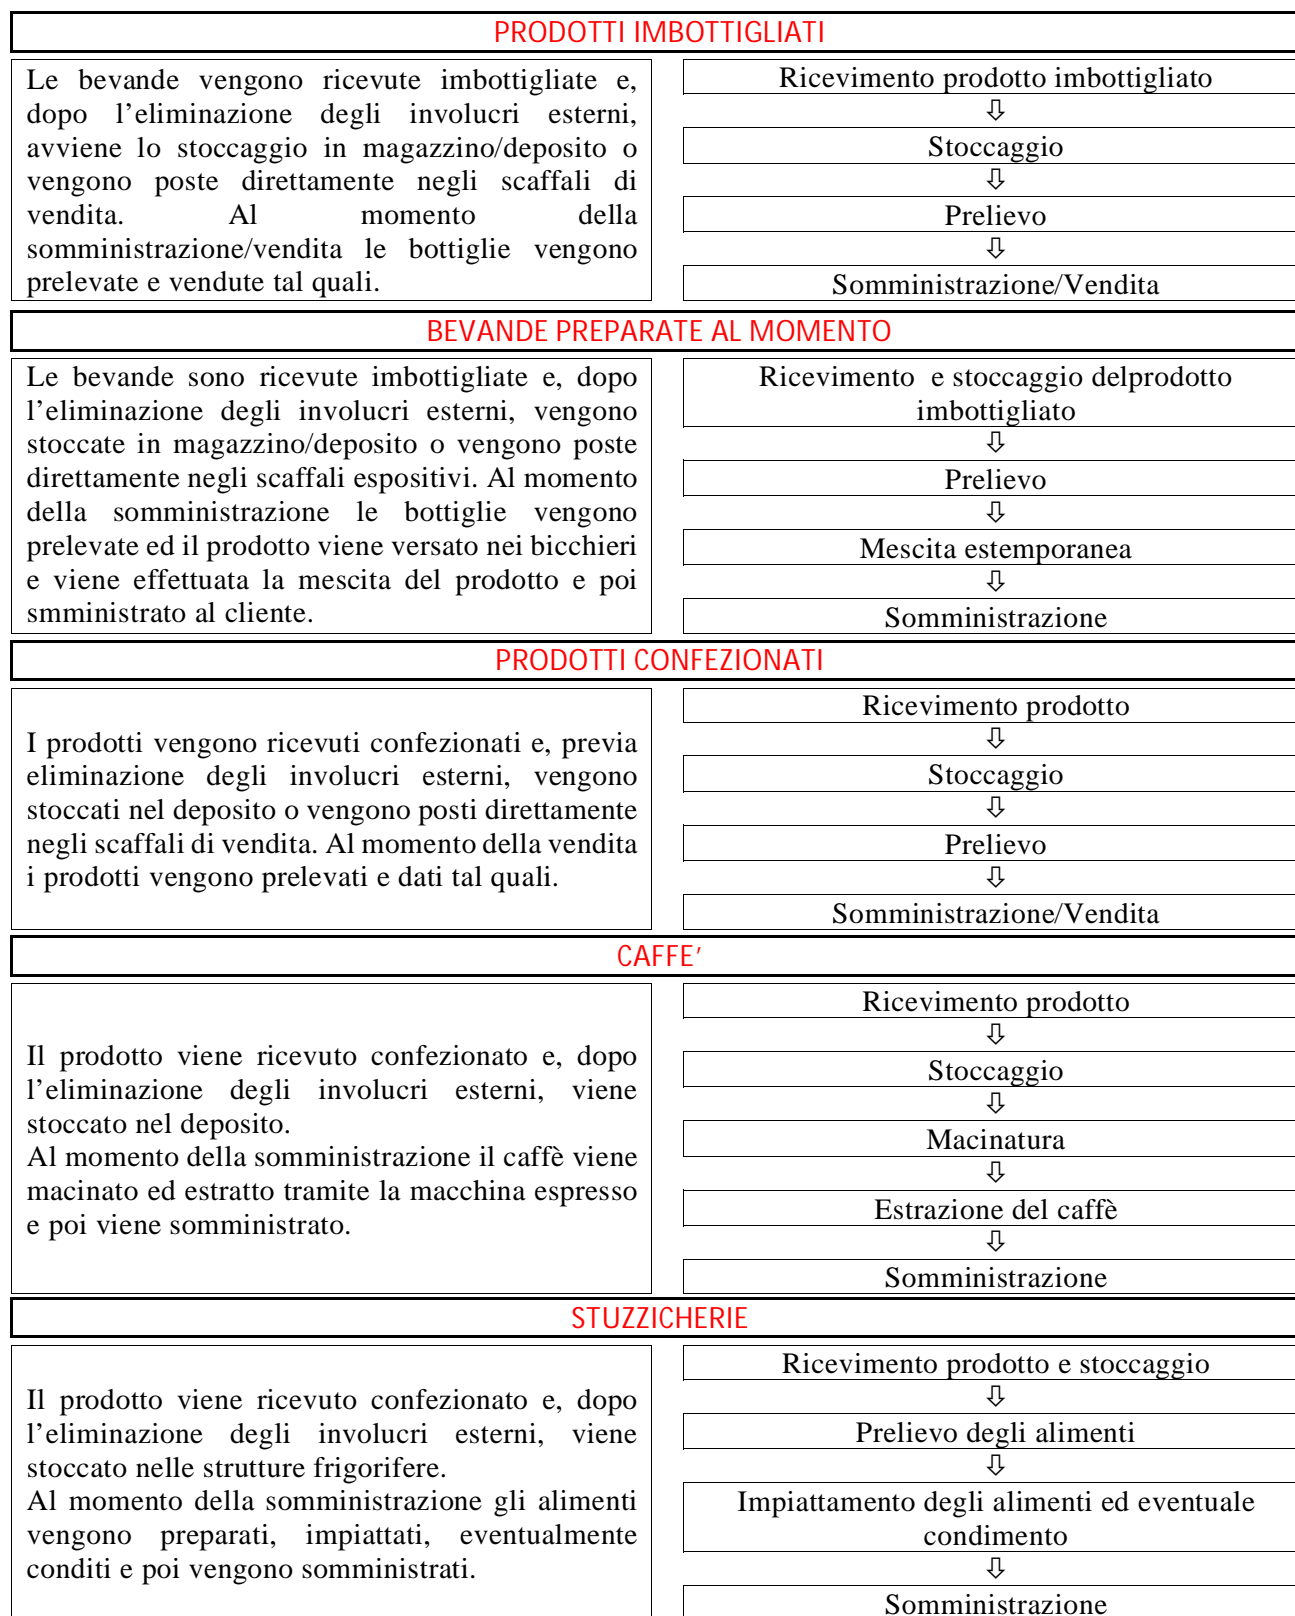 PRODOTTI IMBOTTIGLIATI
Le bevande vengono ricevute imbottigliate e,
dopo l’eliminazione degli involucri esterni,
avviene lo stoccaggio in magazzino/deposito o
vengono poste direttamente negli scaffali di
vendita. Al momento della
somministrazione/vendita le bottiglie vengono
prelevate e vendute tal quali.
Ricevimento prodotto imbottigliato
⇩
Stoccaggio
⇩
Prelievo
⇩
Somministrazione/Vendita
BEVANDE PREPARATE AL MOMENTO
Le bevande sono ricevute imbottigliate e, dopo
l’eliminazione degli involucri esterni, vengono
stoccate in magazzino/deposito o vengono poste
direttamente negli scaffali espositivi. Al momento
della somministrazione le bottiglie vengono
prelevate ed il prodotto viene versato nei bicchieri
e viene effettuata la mescita del prodotto e poi
smministrato al cliente.
Ricevimento e stoccaggio delprodotto
imbottigliato
⇩
Prelievo
⇩
Mescita estemporanea
⇩
Somministrazione
PRODOTTI CONFEZIONATI
I prodotti vengono ricevuti confezionati e, previa
eliminazione degli involucri esterni, vengono
stoccati nel deposito o vengono posti direttamente
negli scaffali di vendita. Al momento della vendita
i prodotti vengono prelevati e dati tal quali.
Ricevimento prodotto
⇩
Stoccaggio
⇩
Prelievo
⇩
Somministrazione/Vendita
CAFFE’
Il prodotto viene ricevuto confezionato e, dopo
l’eliminazione degli involucri esterni, viene
stoccato nel deposito.
Al momento della somministrazione il caffè viene
macinato ed estratto tramite la macchina espresso
e poi viene somministrato.
Ricevimento prodotto
⇩
Stoccaggio
⇩
Macinatura
⇩
Estrazione del caffè
⇩
Somministrazione
STUZZICHERIE
Il prodotto viene ricevuto confezionato e, dopo
l’eliminazione degli involucri esterni, viene
stoccato nelle strutture frigorifere.
Al momento della somministrazione gli alimenti
vengono preparati, impiattati, eventualmente
conditi e poi vengono somministrati.
Ricevimento prodotto e stoccaggio
⇩
Prelievo degli alimenti
⇩
Impiattamento degli alimenti ed eventuale
condimento
⇩
Somministrazione